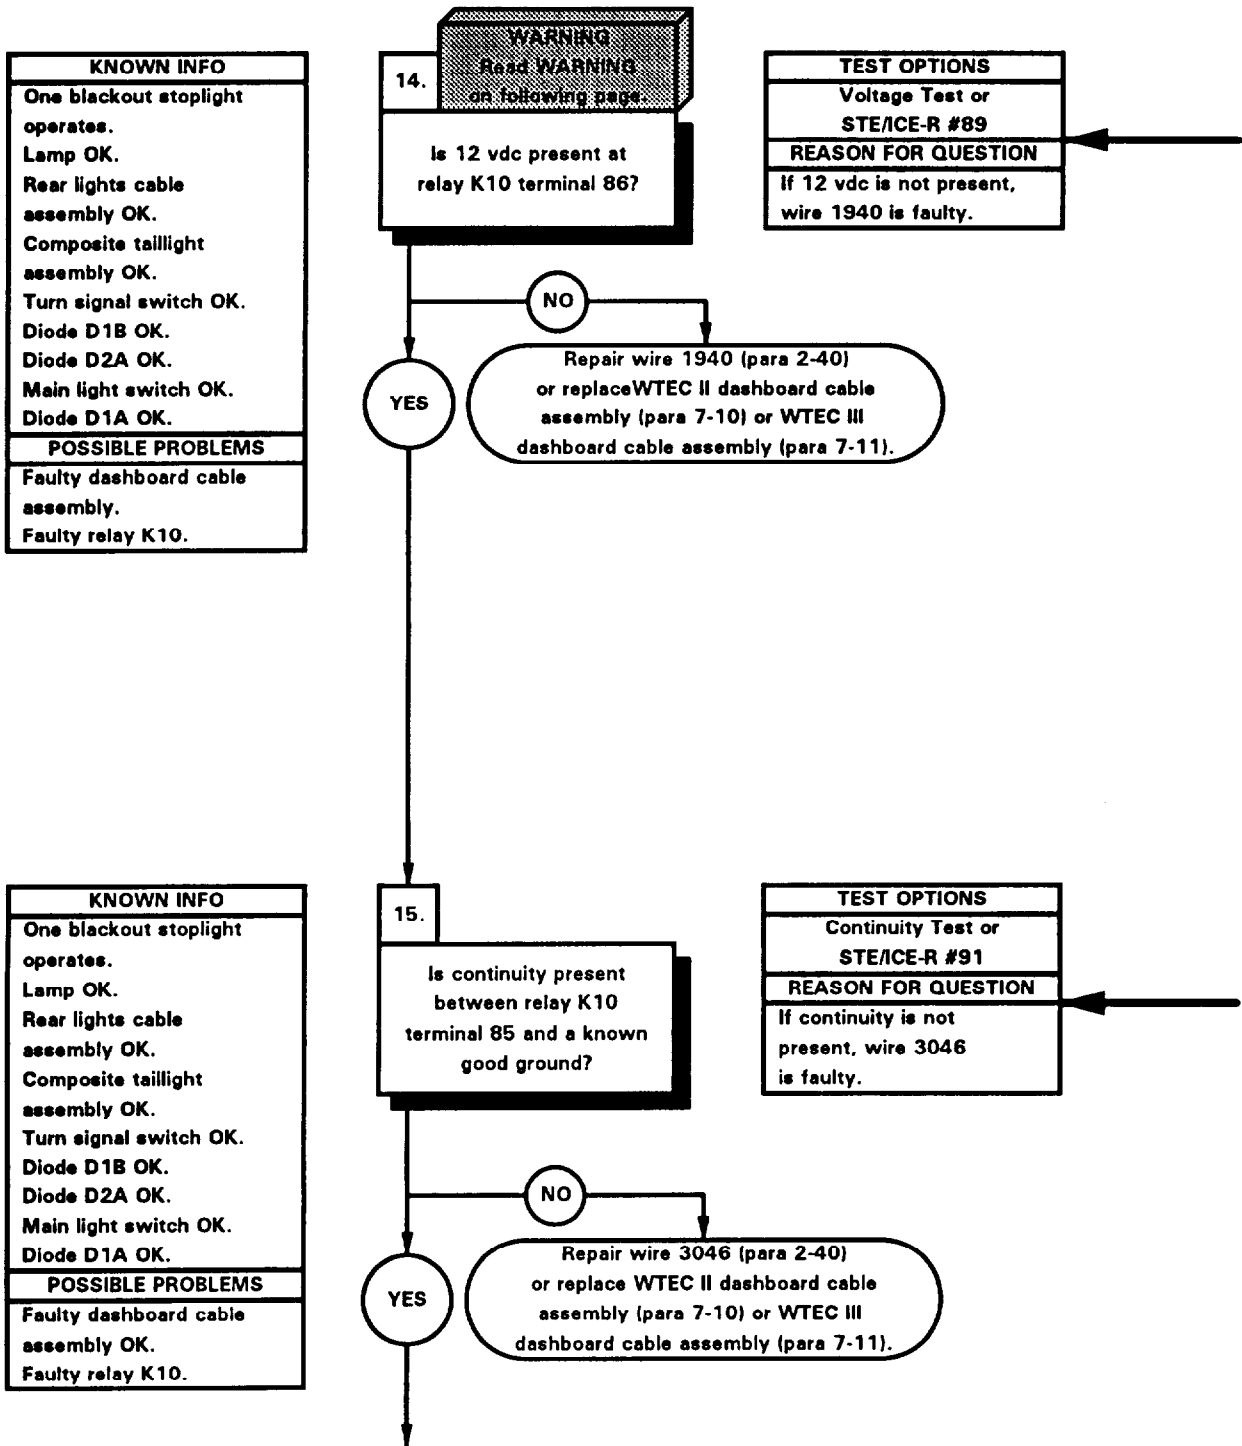 KNOWN INFO
One blackout stoplight
operates.
Lamp OK.
Rear lights cable
assembly OK.
Composite taillight
assembly OK.
Turn signal switch OK.
Diode D1B OK.
Diode D2A OK.
Main light switch OK.
Diode D1A OK.
POSSIBLE PROBLEMS
Faulty dashboard cable
assembly.
Faulty relay K10.
WARNING
Read WARNING
on following page.
14.
Is 12 vdc present at
relay K10 terminal 86?
TEST OPTIONS
Voltage Test or
STE/ICE-R #89
REASON FOR QUESTION
If 12 vdc is not present,
wire 1940 is faulty.
NO
YES
Repair wire 1940 (para 2-40)
or replaceWTEC II dashboard cable
assembly (para 7-10) or WTEC III
dashboard cable assembly (para 7-11).
KNOWN INFO
One blackout stoplight
operates.
Lamp OK.
Rear lights cable
assembly OK.
Composite taillight
assembly OK.
Turn signal switch OK.
Diode D1B OK.
Diode D2A OK.
Main light switch OK.
Diode D1A OK.
POSSIBLE PROBLEMS
Faulty dashboard cable
assembly OK.
Faulty relay K10.
15.
Is continuity present
between relay K10
terminal 85 and a known
good ground?
TEST OPTIONS
Continuity Test or
STE/ICE-R #91
REASON FOR QUESTION
If continuity is not
present, wire 3046
is faulty.
NO
YES
Repair wire 3046 (para 2-40)
or replace WTEC II dashboard cable
assembly (para 7-10) or WTEC III
dashboard cable assembly (para 7-11).